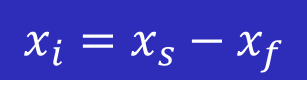 x_i = x_s − x_f